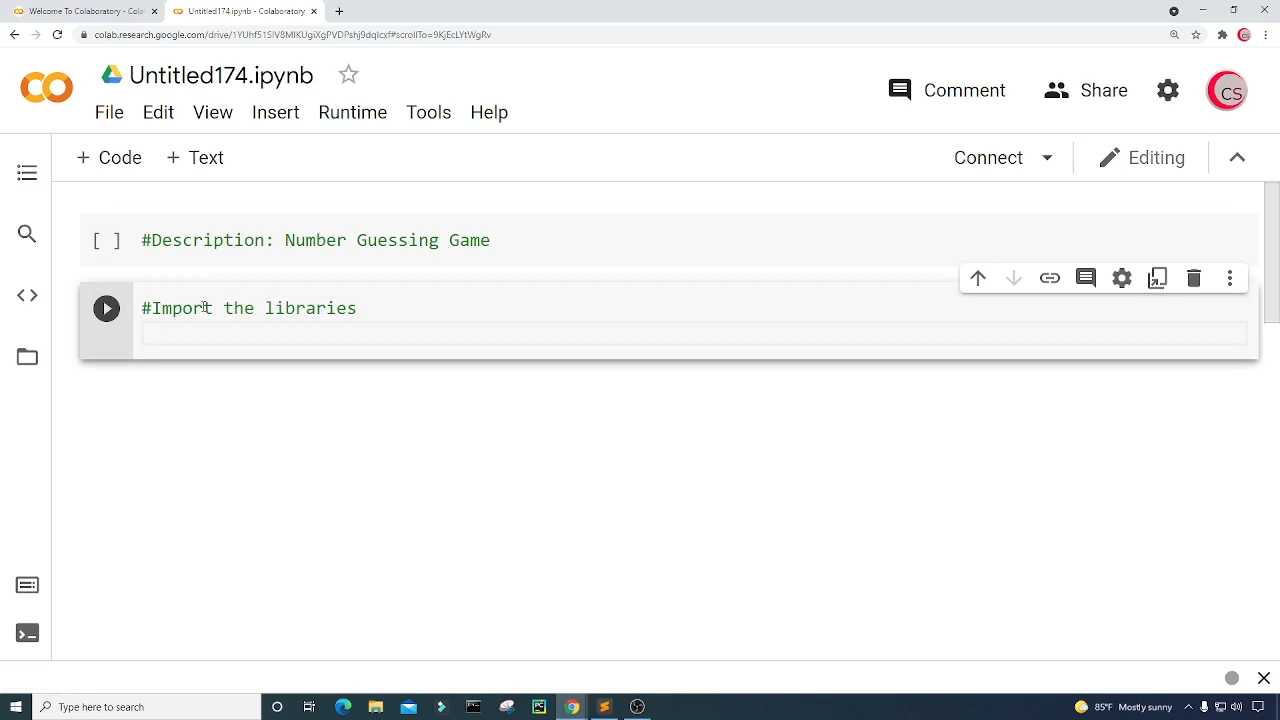 Welcome To Colaboratory - Colab
Untitled174.ipynb - Colaboratory
Untitled174.ipynb
File Edit View Insert Runtime Tools Help
Comment
Share
CS
+ Code + Text
Connect
Editing
[ ] #Description: Number Guessing Game
#Import the libraries
Type here to search
85°F Mostly sunny